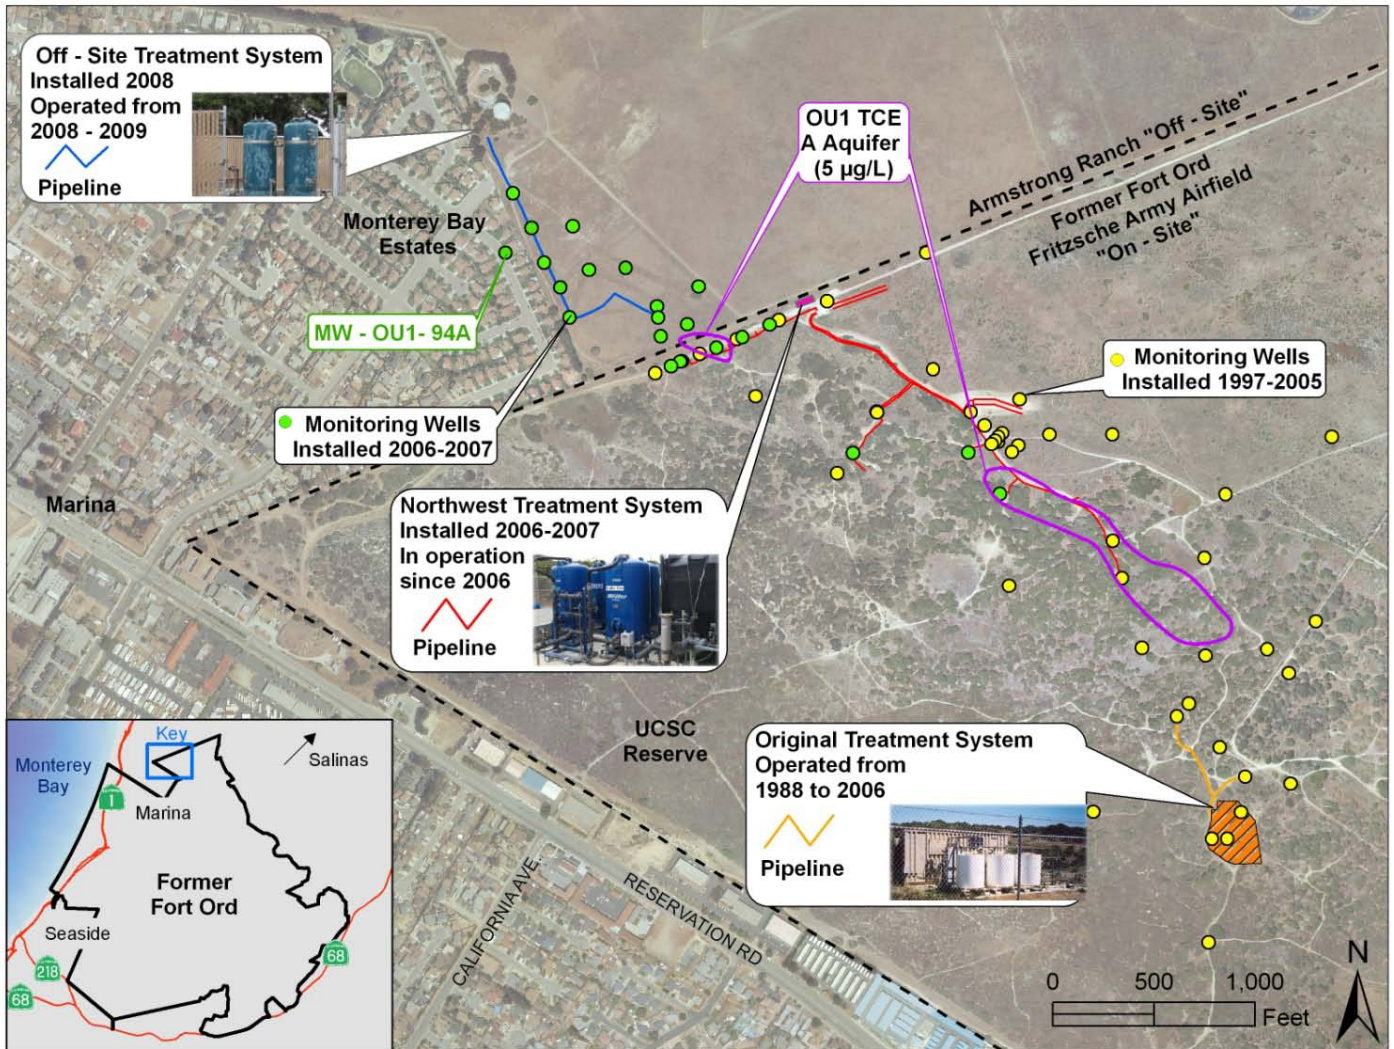 Off - Site Treatment System
Installed 2008
Operated from
2008 - 2009
Pipeline
OU1 TCE
A Aquifer
(5 µg/L)
Armstrong Ranch "Off - Site"
Former Fort Ord
Fritzsche Army Airfield
"On - Site"
Monterey Bay
Estates
MW - OU1- 94A
Monitoring Wells
Installed 1997-2005
Monitoring Wells
Installed 2006-2007
Marina
Northwest Treatment System
Installed 2006-2007
In operation
since 2006
Pipeline
UCSC
Reserve
Original Treatment System
Operated from
1988 to 2006
Pipeline
CALIFORNIA AVE
RESERVATION RD
Key
Salinas
Monterey
Bay
1
Marina
Former
Fort Ord
Seaside
218
68
68
N
0 500 1,000
Feet